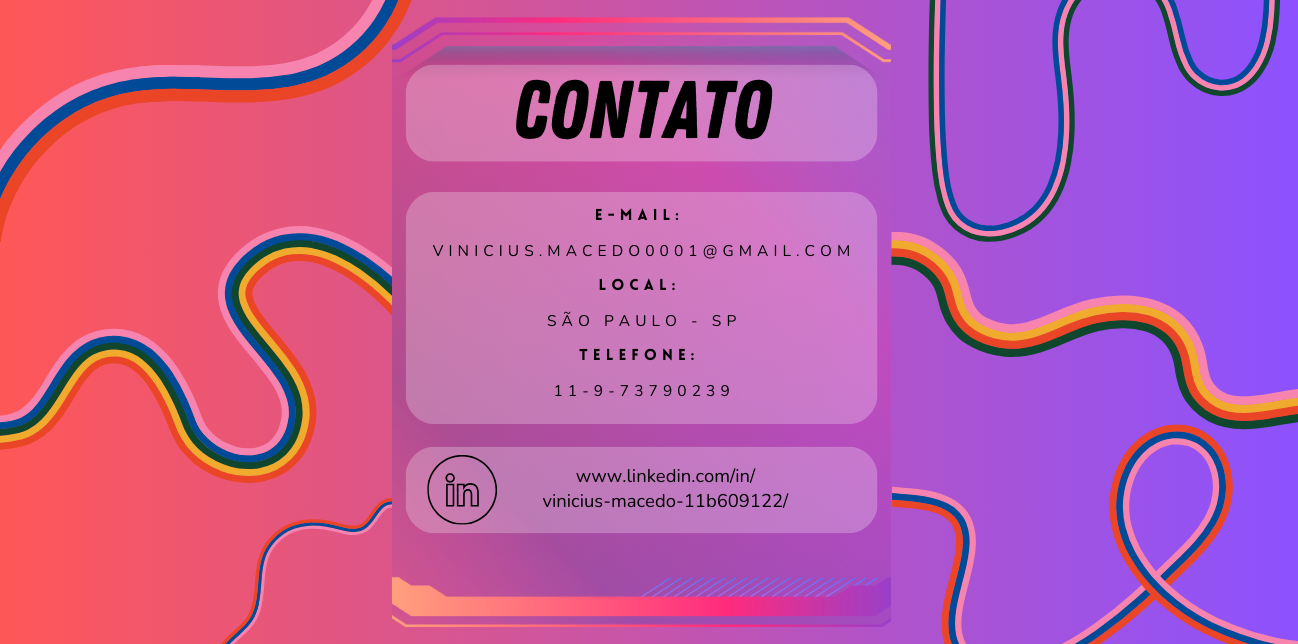 CONTATO
E-MAIL:
VINICIUS.MACEDO0001@GMAIL.COM
LOCAL:
SÃO PAULO - SP
TELEFONE:
11-9-73790239
in
www.linkedin.com/in/
vinicius-macedo-11b609122/